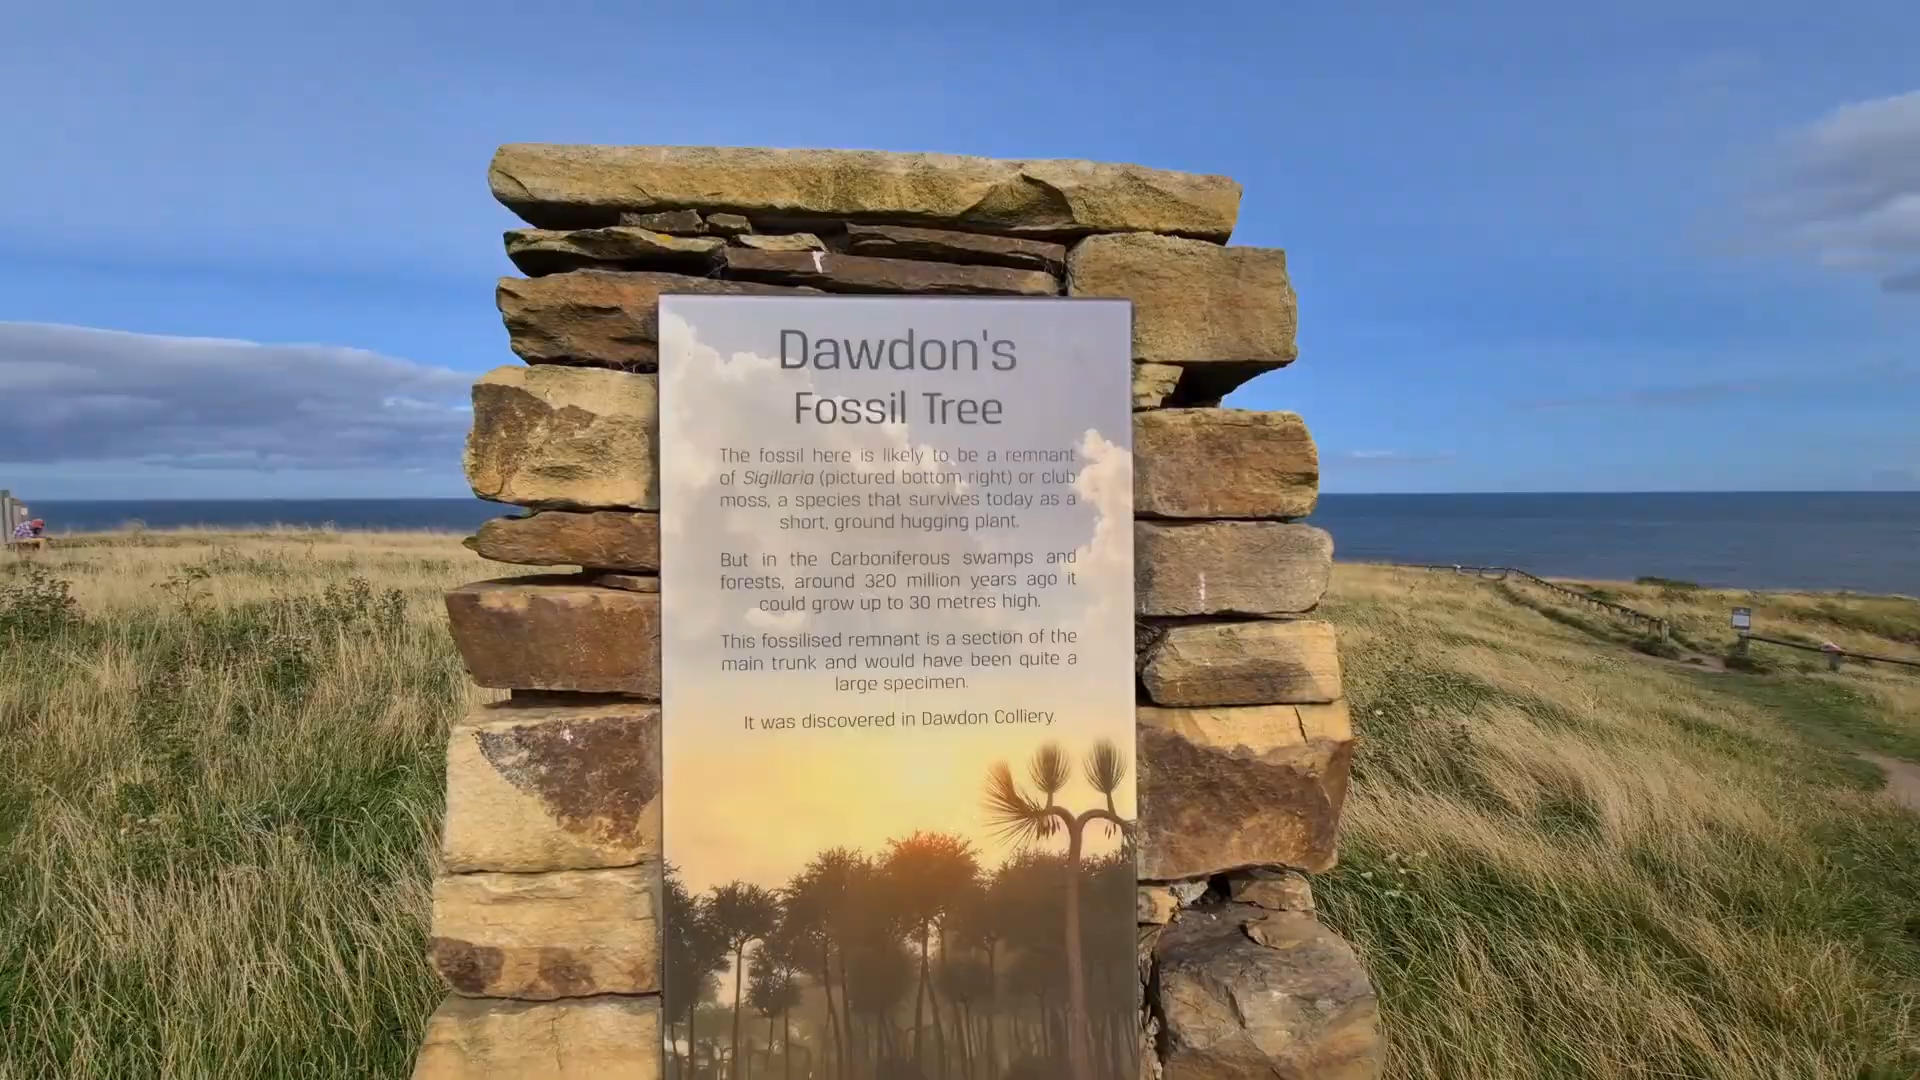 Dawdon's
Fossil Tree
The fossil here is likely to be a remnant
of Sigillaria (pictured bottom right) or club
moss, a species that survives today as a
short, ground hugging plant.
But in the Carboniferous swamps and
forests, around 320 million years ago it
could grow up to 30 metres high.
This fossilised remnant is a section of the
main trunk and would have been quite a
large specimen.
It was discovered in Dawdon Colliery.